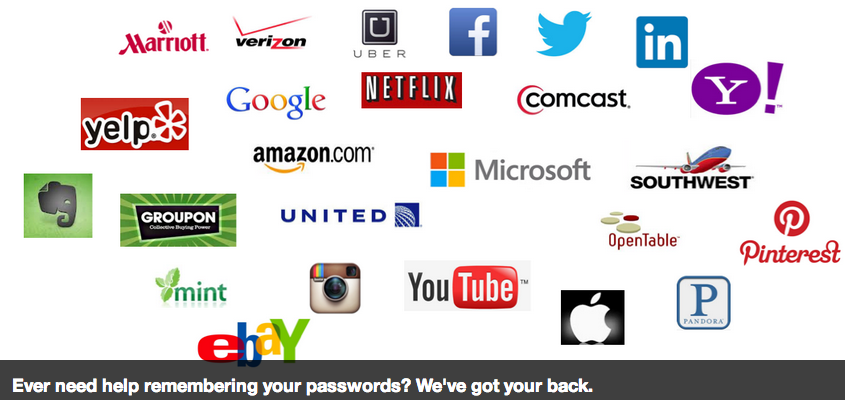 Marriott
verizon
UBER
f
in
Y!
Google
NETFLIX
Comcast
yelp
amazon.com
Microsoft
SOUTHWEST
GROUPON
Collective Buying Power
UNITED
OpenTable
Pinterest
mint
YouTube
P
PANDORA
ebay
Ever need help remembering your passwords? We've got your back.